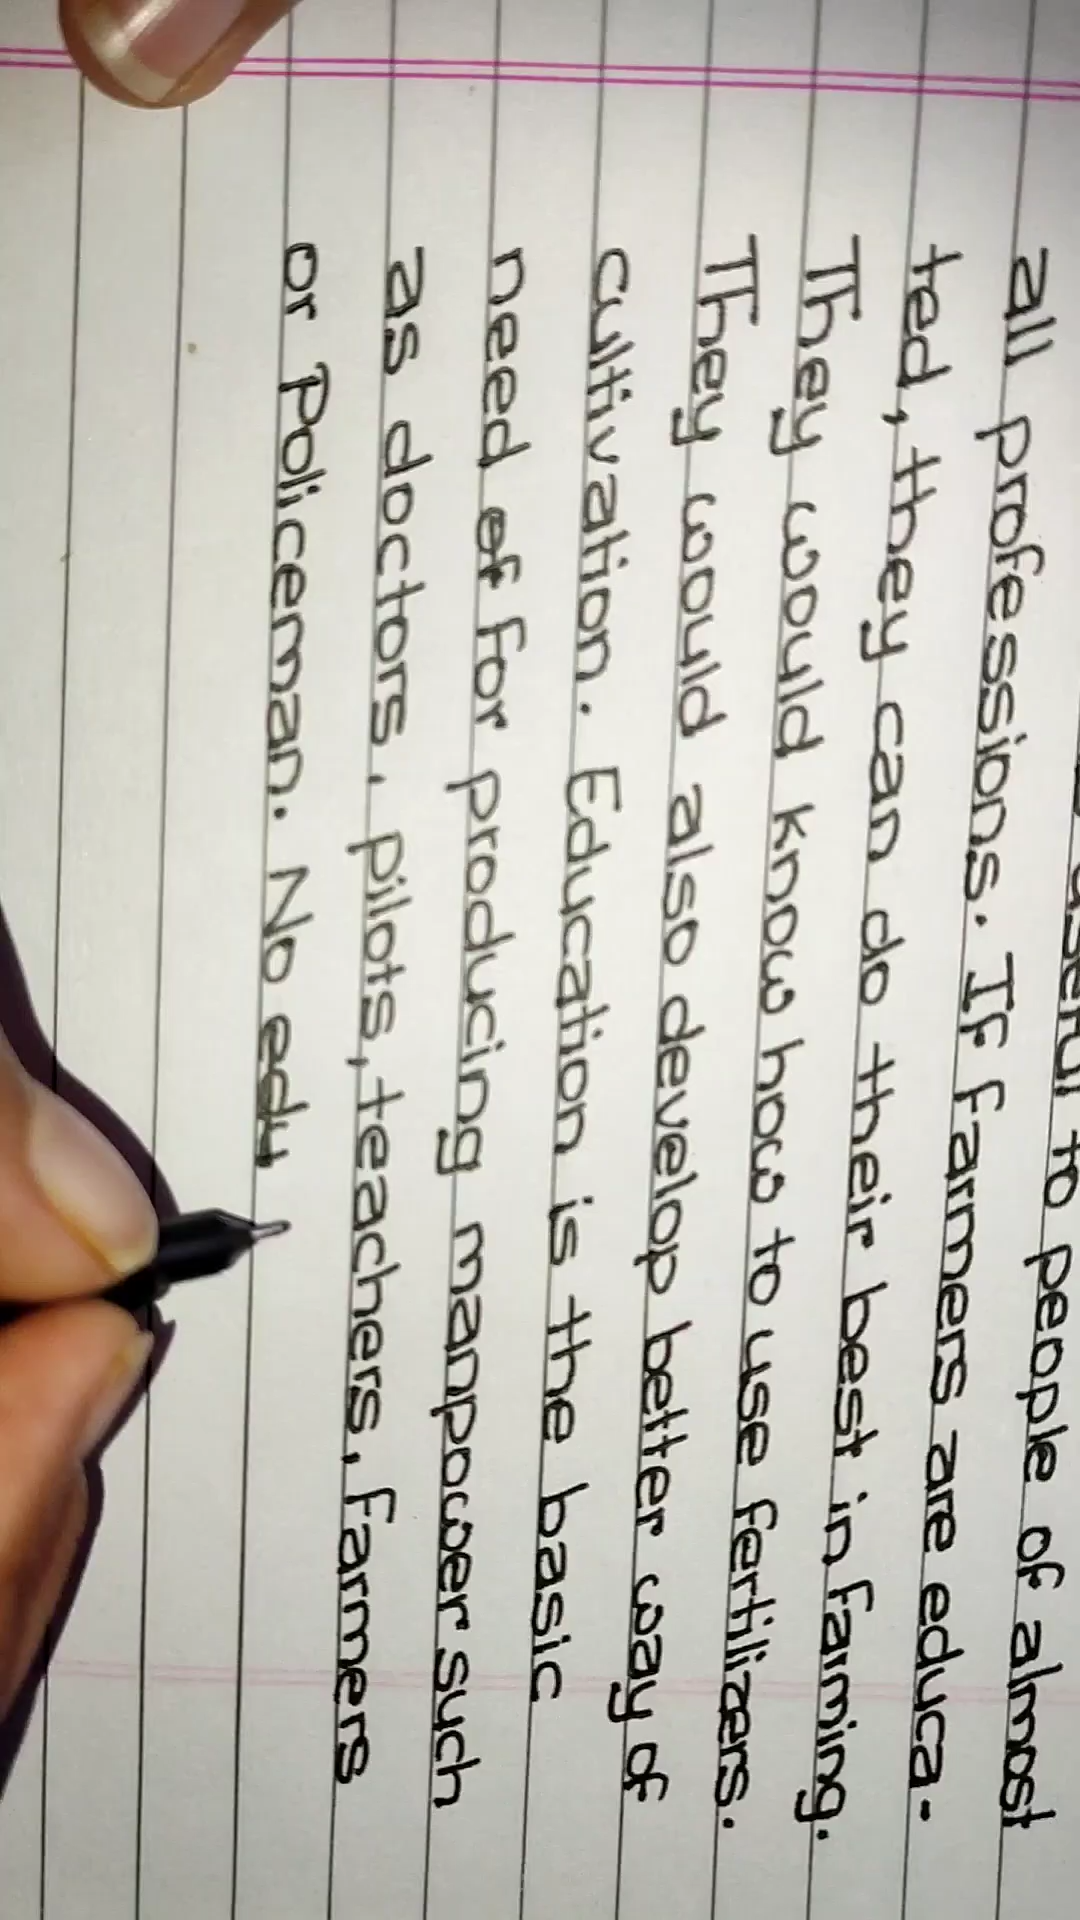 useful to people of almost
all professions. If farmers are educa-
ted, they can do their best in farming.
They would know how to use fertilizers.
They would also develop better way of
cultivation. Education is the basic
need of for producing manpower such
as doctors, pilots, teachers, farmers
or Policeman. No edu